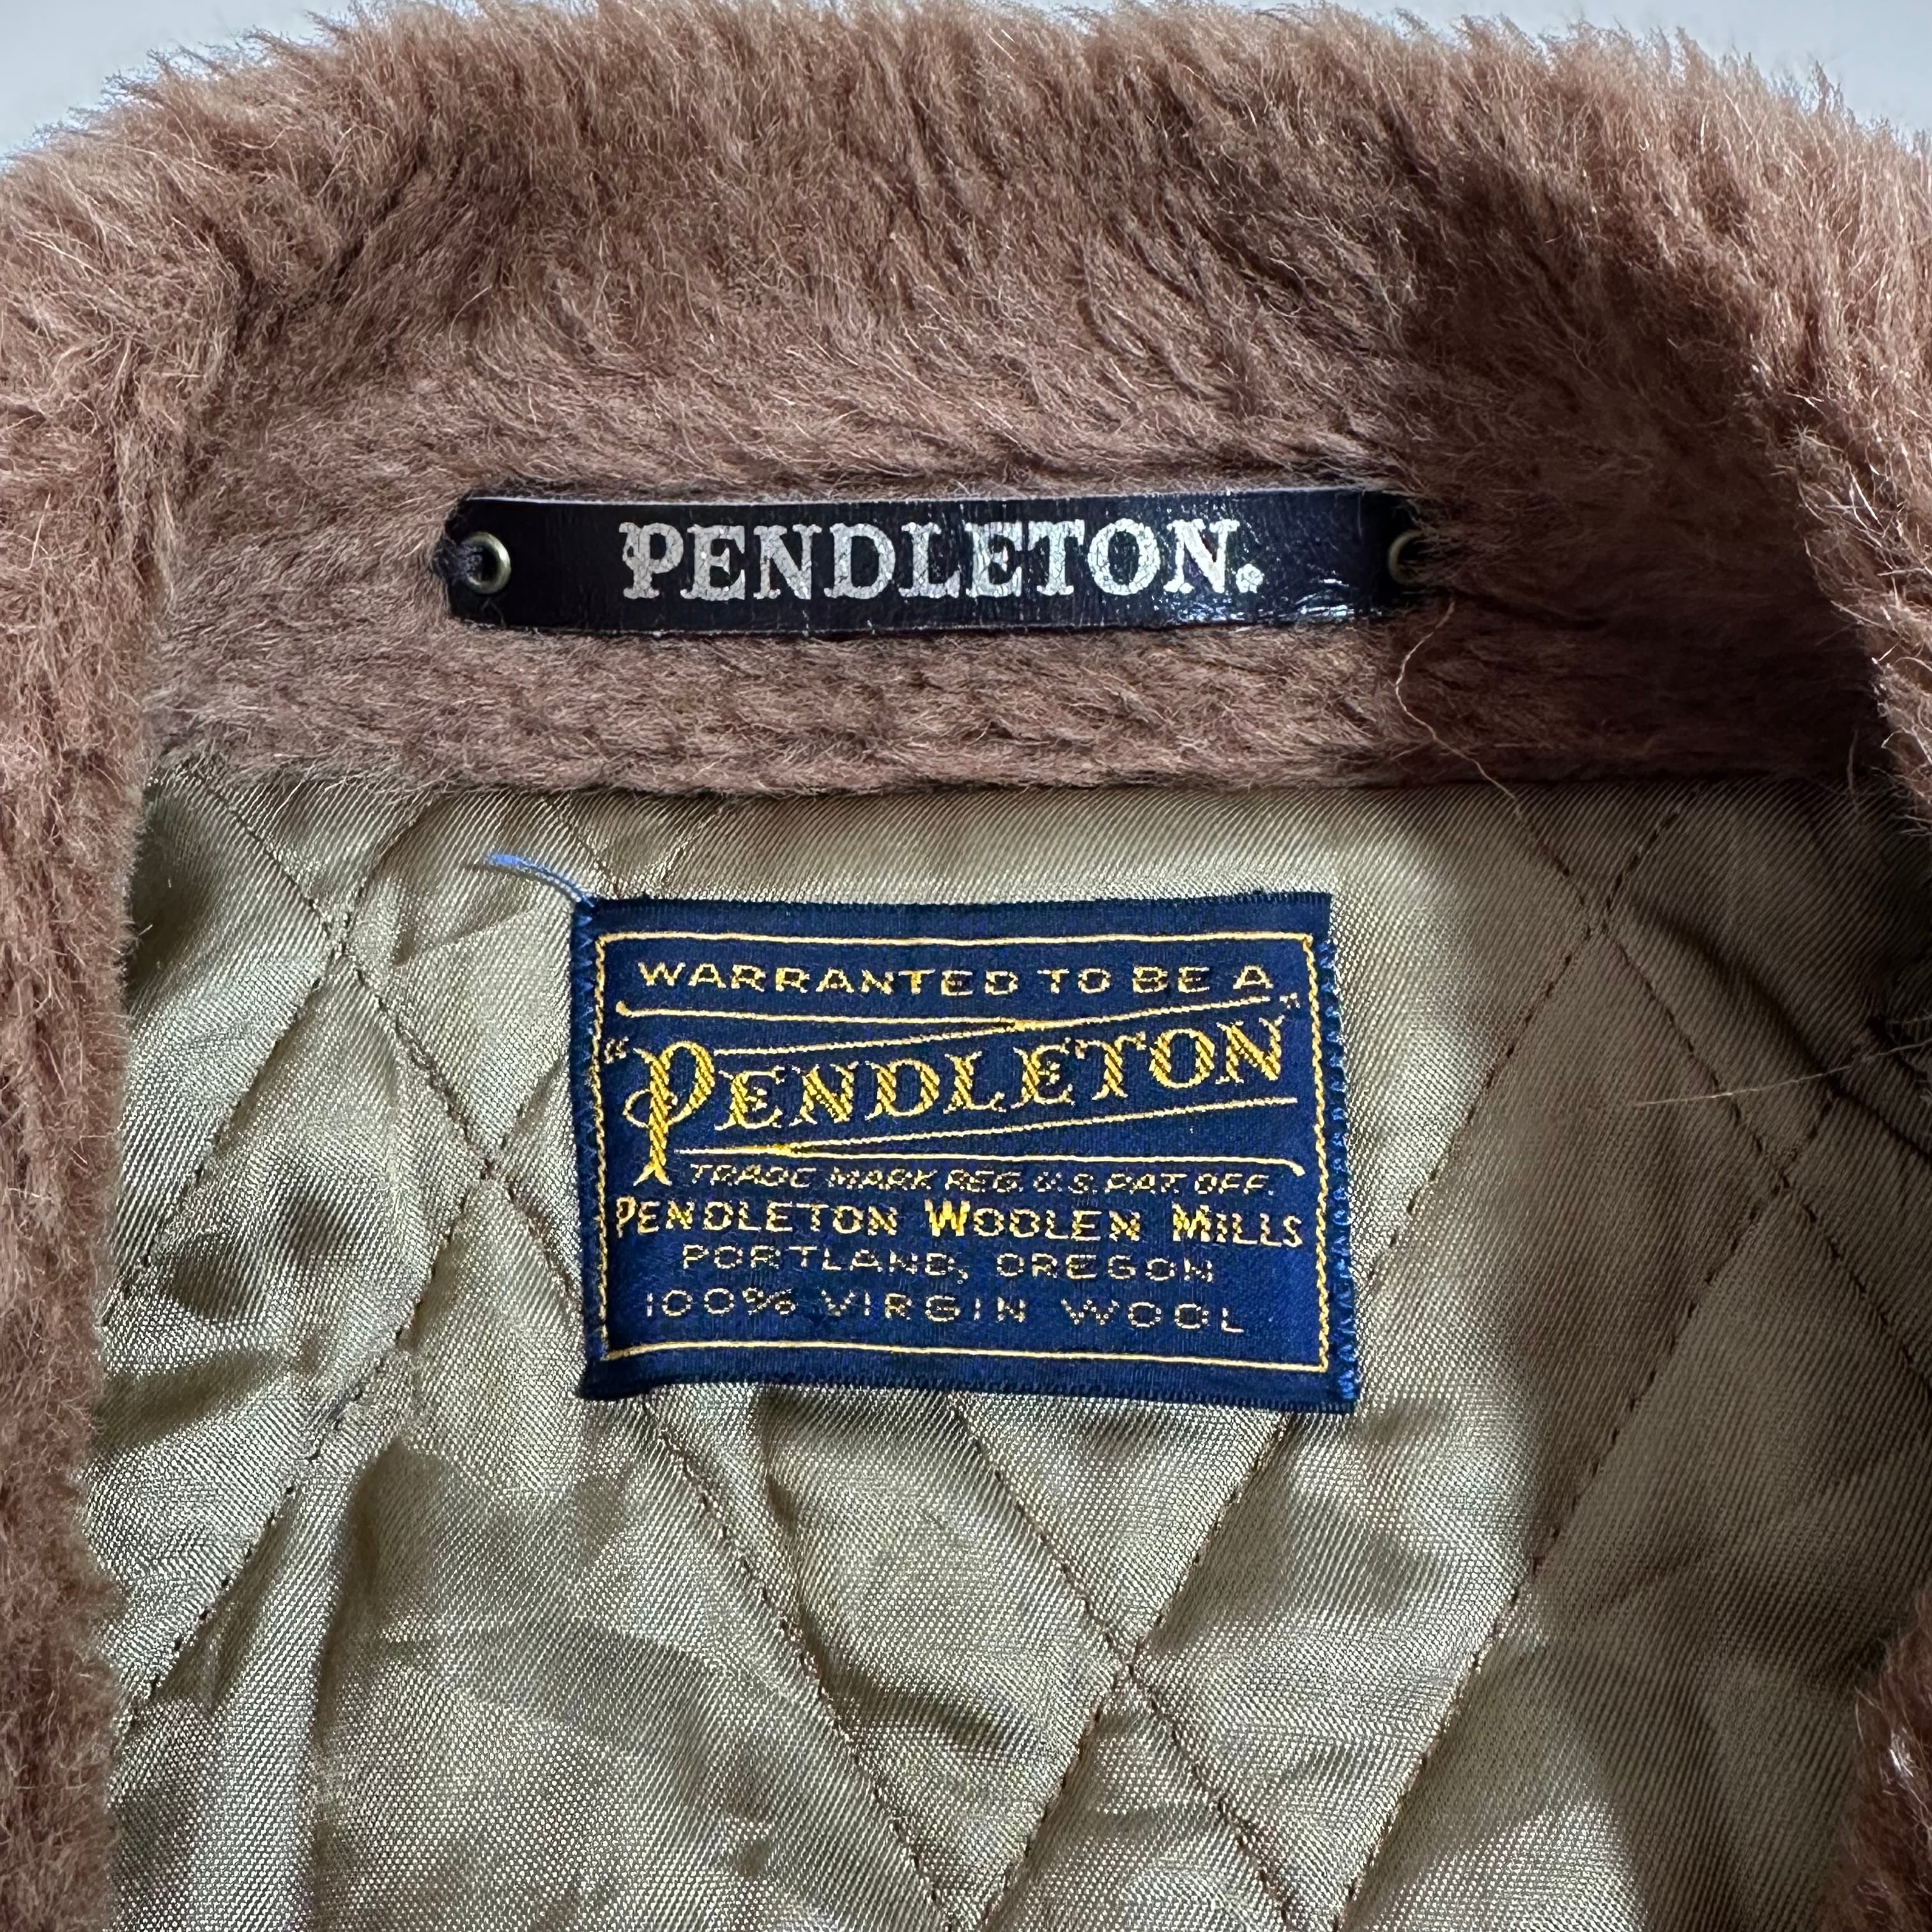 PENDLETON.
WARRANTED TO BE A
"PENDLETON"
TRADE MARK REG. U.S. PAT. OFF.
PENDLETON WOOLEN MILLS
PORTLAND, OREGON
100% VIRGIN WOOL